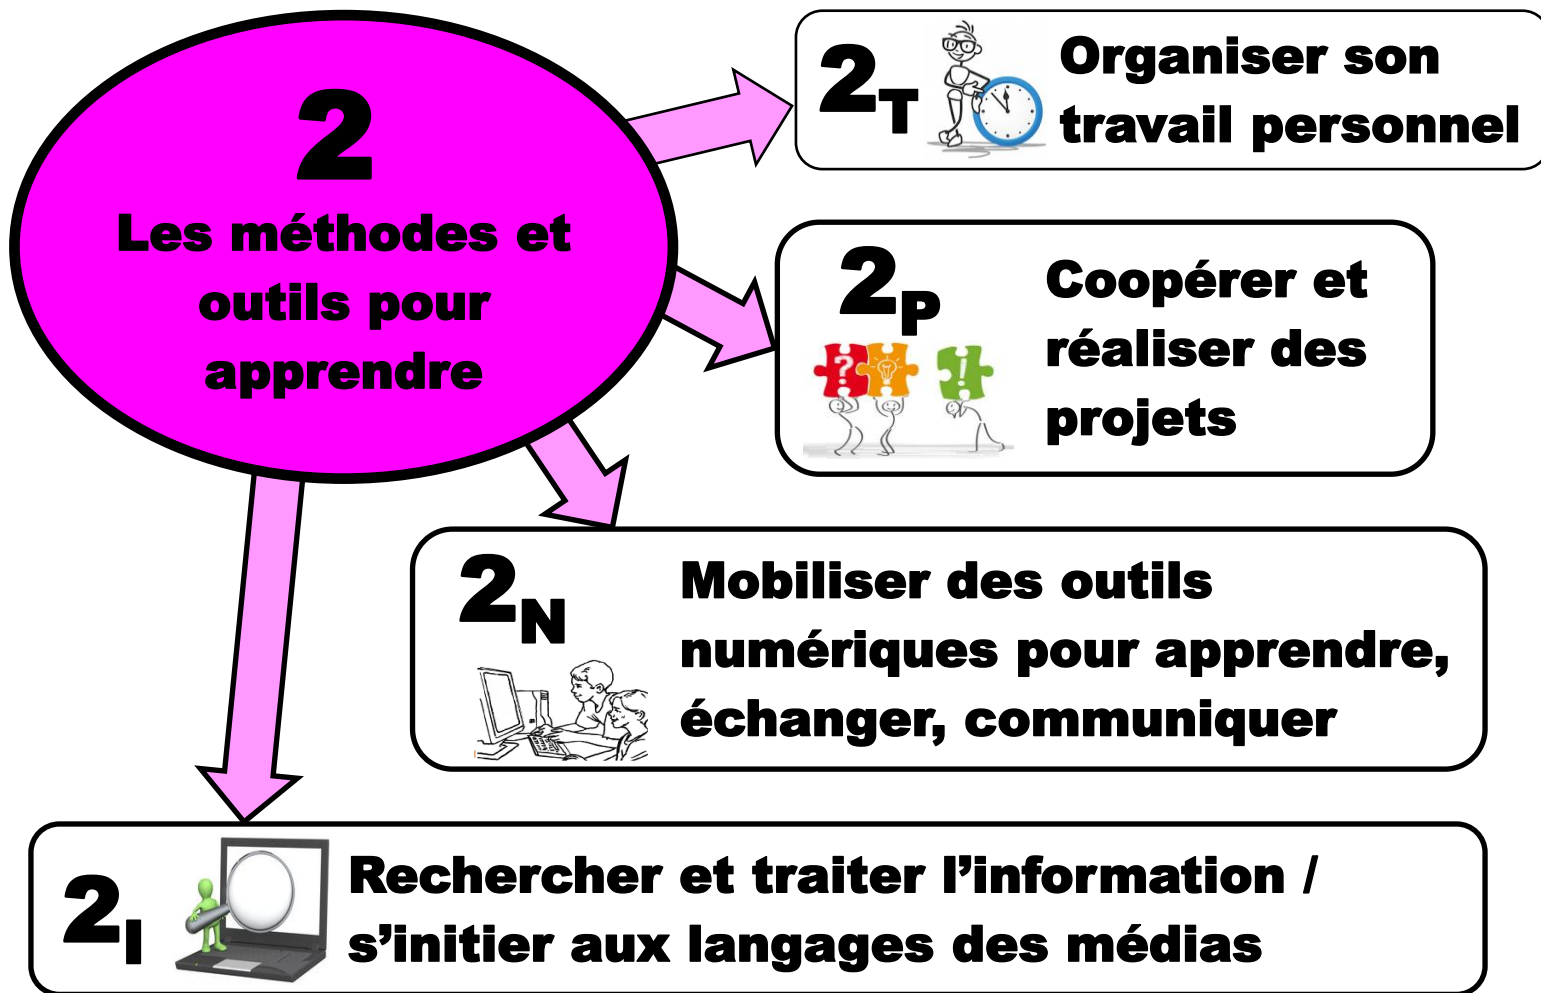 2
Les méthodes et
outils pour
apprendre
2T
Organiser son
travail personnel
2P
Coopérer et
réaliser des
projets
? !
2N
Mobiliser des outils
numériques pour apprendre,
échanger, communiquer
2I
Rechercher et traiter l’information /
s’initier aux langages des médias